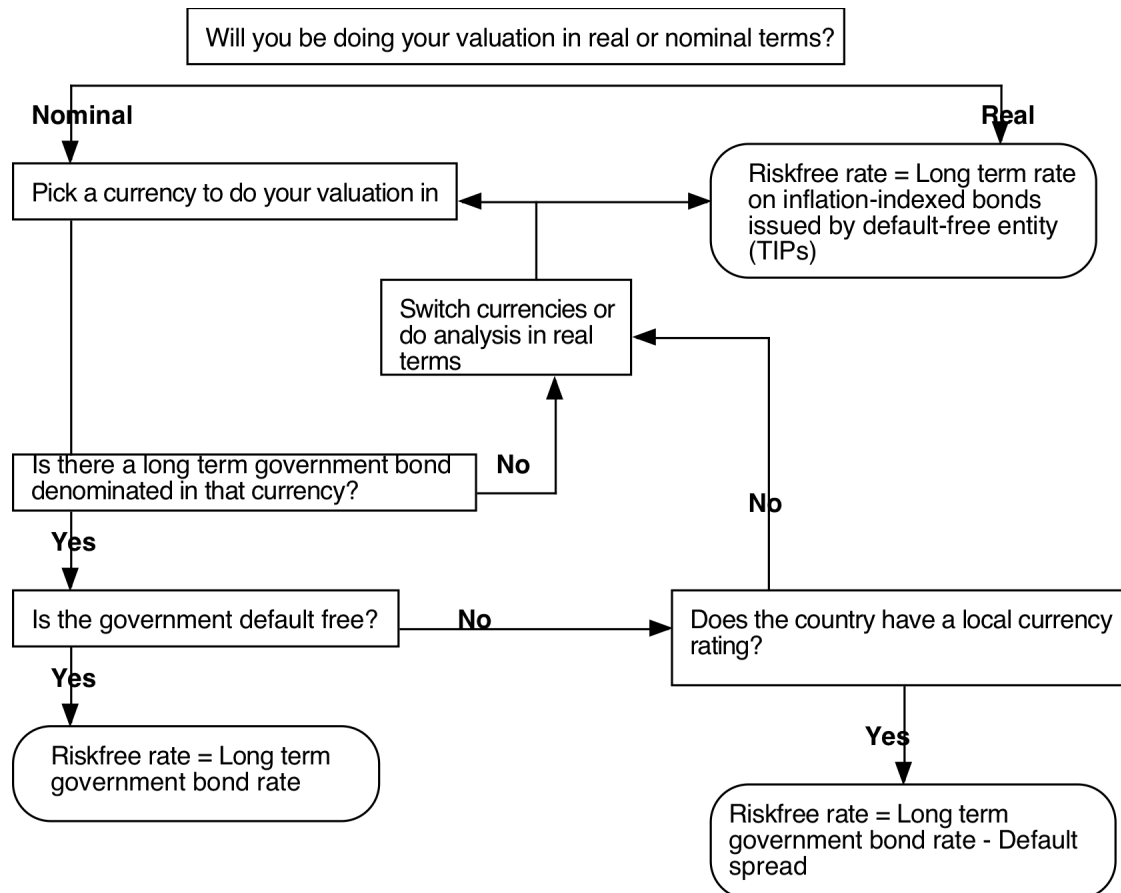 Will you be doing your valuation in real or nominal terms?
Nominal
Real
Pick a currency to do your valuation in
Riskfree rate = Long term rate
on inflation-indexed bonds
issued by default-free entity
(TIPs)
Switch currencies or
do analysis in real
terms
Is there a long term government bond
denominated in that currency?
No
No
Yes
Is the government default free?
No
Does the country have a local currency
rating?
Yes
Yes
Riskfree rate = Long term
government bond rate
Riskfree rate = Long term
government bond rate - Default
spread